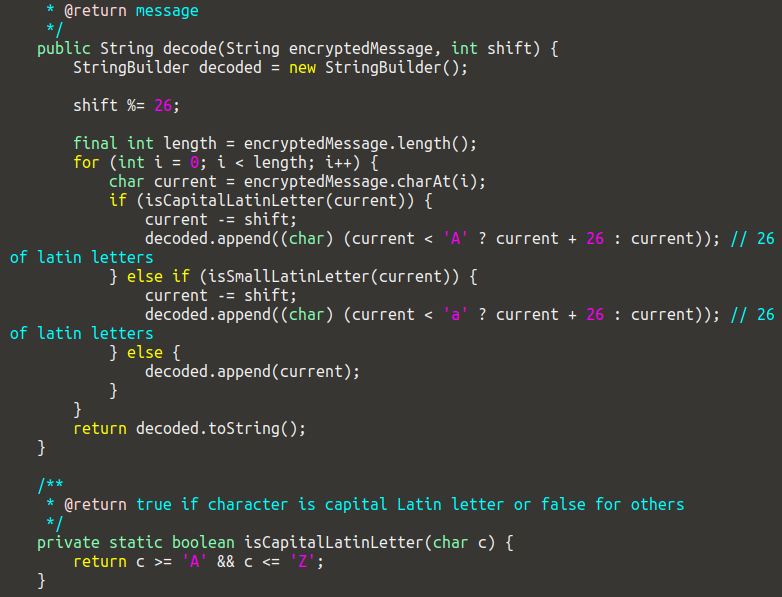 * @return message
     */
    public String decode(String encryptedMessage, int shift) {
        StringBuilder decoded = new StringBuilder();

        shift %= 26;

        final int length = encryptedMessage.length();
        for (int i = 0; i < length; i++) {
            char current = encryptedMessage.charAt(i);
            if (isCapitalLatinLetter(current)) {
                current -= shift;
                decoded.append((char) (current < 'A' ? current + 26 : current)); // 26
of latin letters
            } else if (isSmallLatinLetter(current)) {
                current -= shift;
                decoded.append((char) (current < 'a' ? current + 26 : current)); // 26
of latin letters
            } else {
                decoded.append(current);
            }
        }
        return decoded.toString();
    }

    /**
     * @return true if character is capital Latin letter or false for others
     */
    private static boolean isCapitalLatinLetter(char c) {
        return c >= 'A' && c <= 'Z';
    }